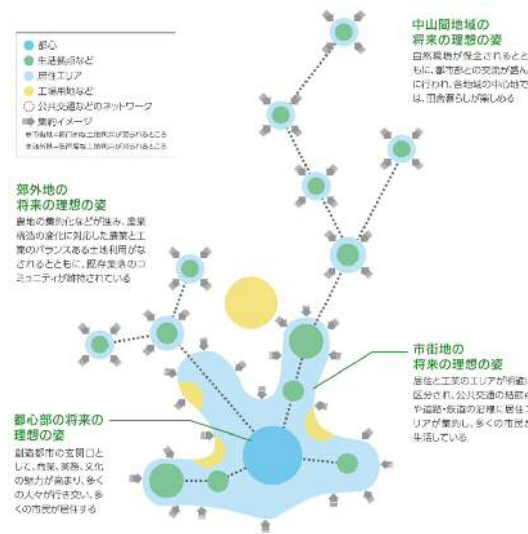 都心
生活拠点など
居住エリア
工場用地など
公共交通などのネットワーク
集約イメージ
中山間地域の
将来の理想の姿
自然環境が保全されるとと
もに、都市部との交流が盛ん
に行われ、各地域の中心地で
は、田舎暮らしが楽しめる
郊外地の
将来の理想の姿
農地の集約化などが進み、産業
構造の変化に対応した農業と工
業のバランスある土地利用がな
されるとともに、既存集落のコ
ミュニティが維持されている
市街地の
将来の理想の姿
居住と工業のエリアが明確に
区分され、公共交通の結節点
や道路・鉄道の沿線に居住エ
リアが集約し、多くの市民が
生活している
都心部の将来の
理想の姿
創造都市の玄関口と
して、商業、業務、文化
の魅力が高まり、多く
の人々が行き交い、多
くの市民が居住する